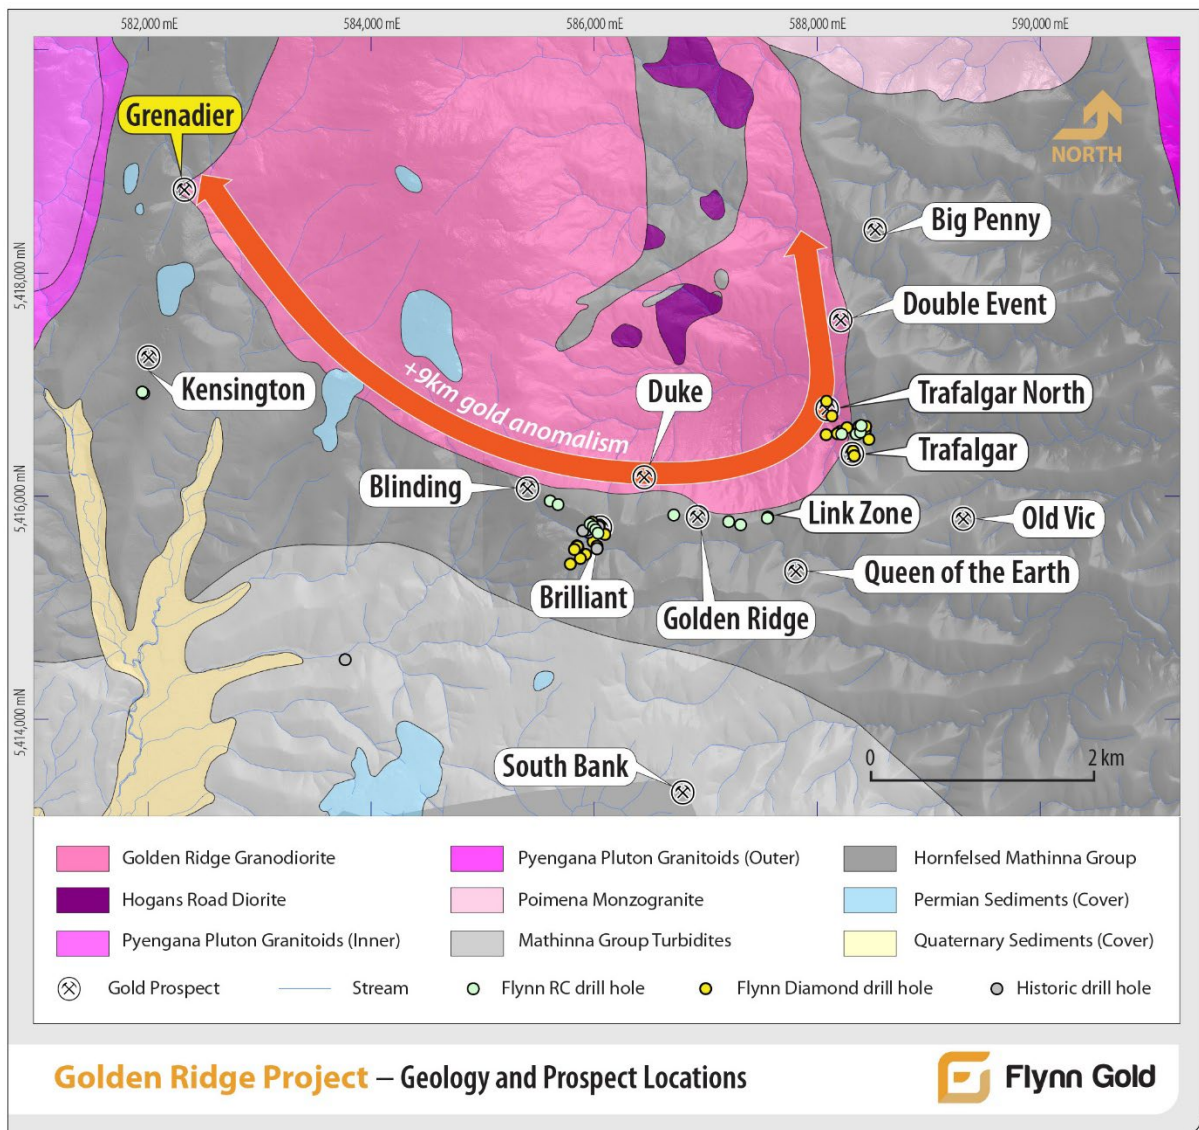 582,000 mE
584,000 mE
586,000 mE
588,000 mE
590,000 mE
Grenadier
NORTH
Big Penny
5,418,000 mN
Double Event
Kensington
+9km gold anomalism
Duke
Trafalgar North
Trafalgar
Blinding
5,416,000 mN
Link Zone
Old Vic
Brilliant
Golden Ridge
Queen of the Earth
5,414,000 mN
South Bank
0
2 km
Golden Ridge Granodiorite
Pyengana Pluton Granitoids (Outer)
Hornfelsed Mathinna Group
Hogans Road Diorite
Poimena Monzogranite
Permian Sediments (Cover)
Pyengana Pluton Granitoids (Inner)
Mathinna Group Turbidites
Quaternary Sediments (Cover)
Gold Prospect
Stream
Flynn RC drill hole
Flynn Diamond drill hole
Historic drill hole
Golden Ridge Project – Geology and Prospect Locations
Flynn Gold